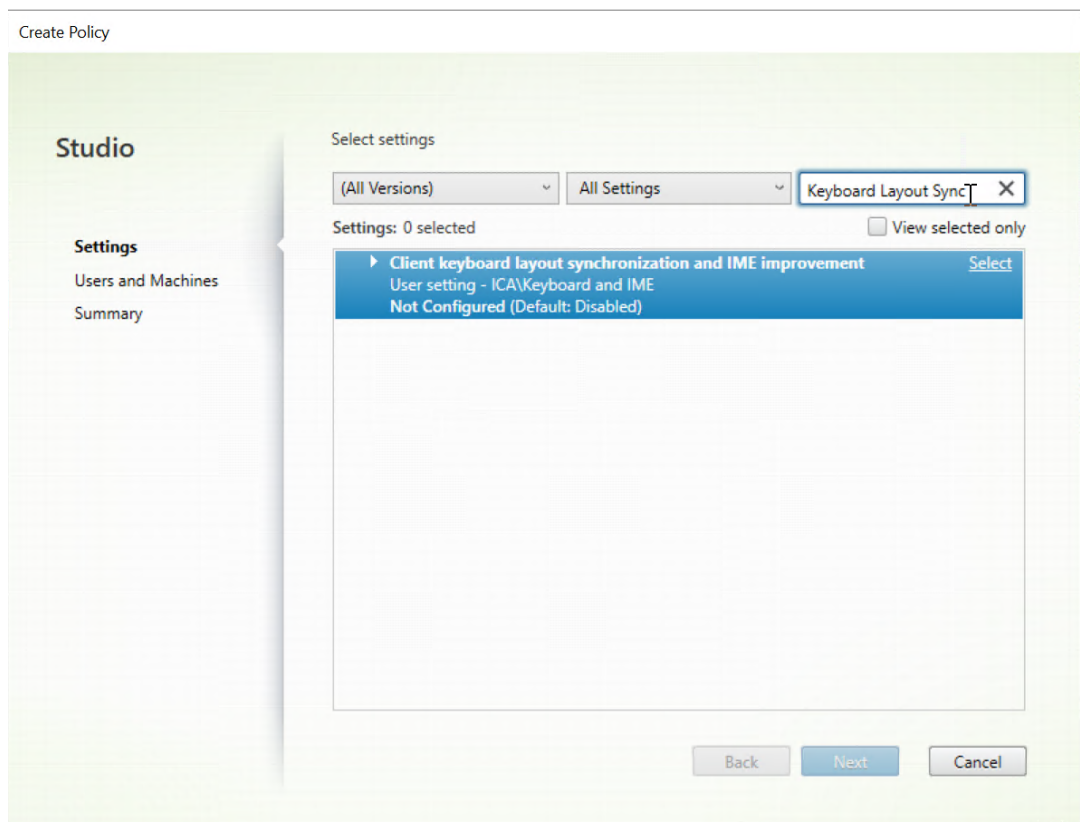 Create Policy
Studio
Settings
Users and Machines
Summary
Select settings
(All Versions)
All Settings
Keyboard Layout Sync
Settings: 0 selected
View selected only
Client keyboard layout synchronization and IME improvement
Select
User setting - ICA\Keyboard and IME
Not Configured (Default: Disabled)
Back
Next
Cancel